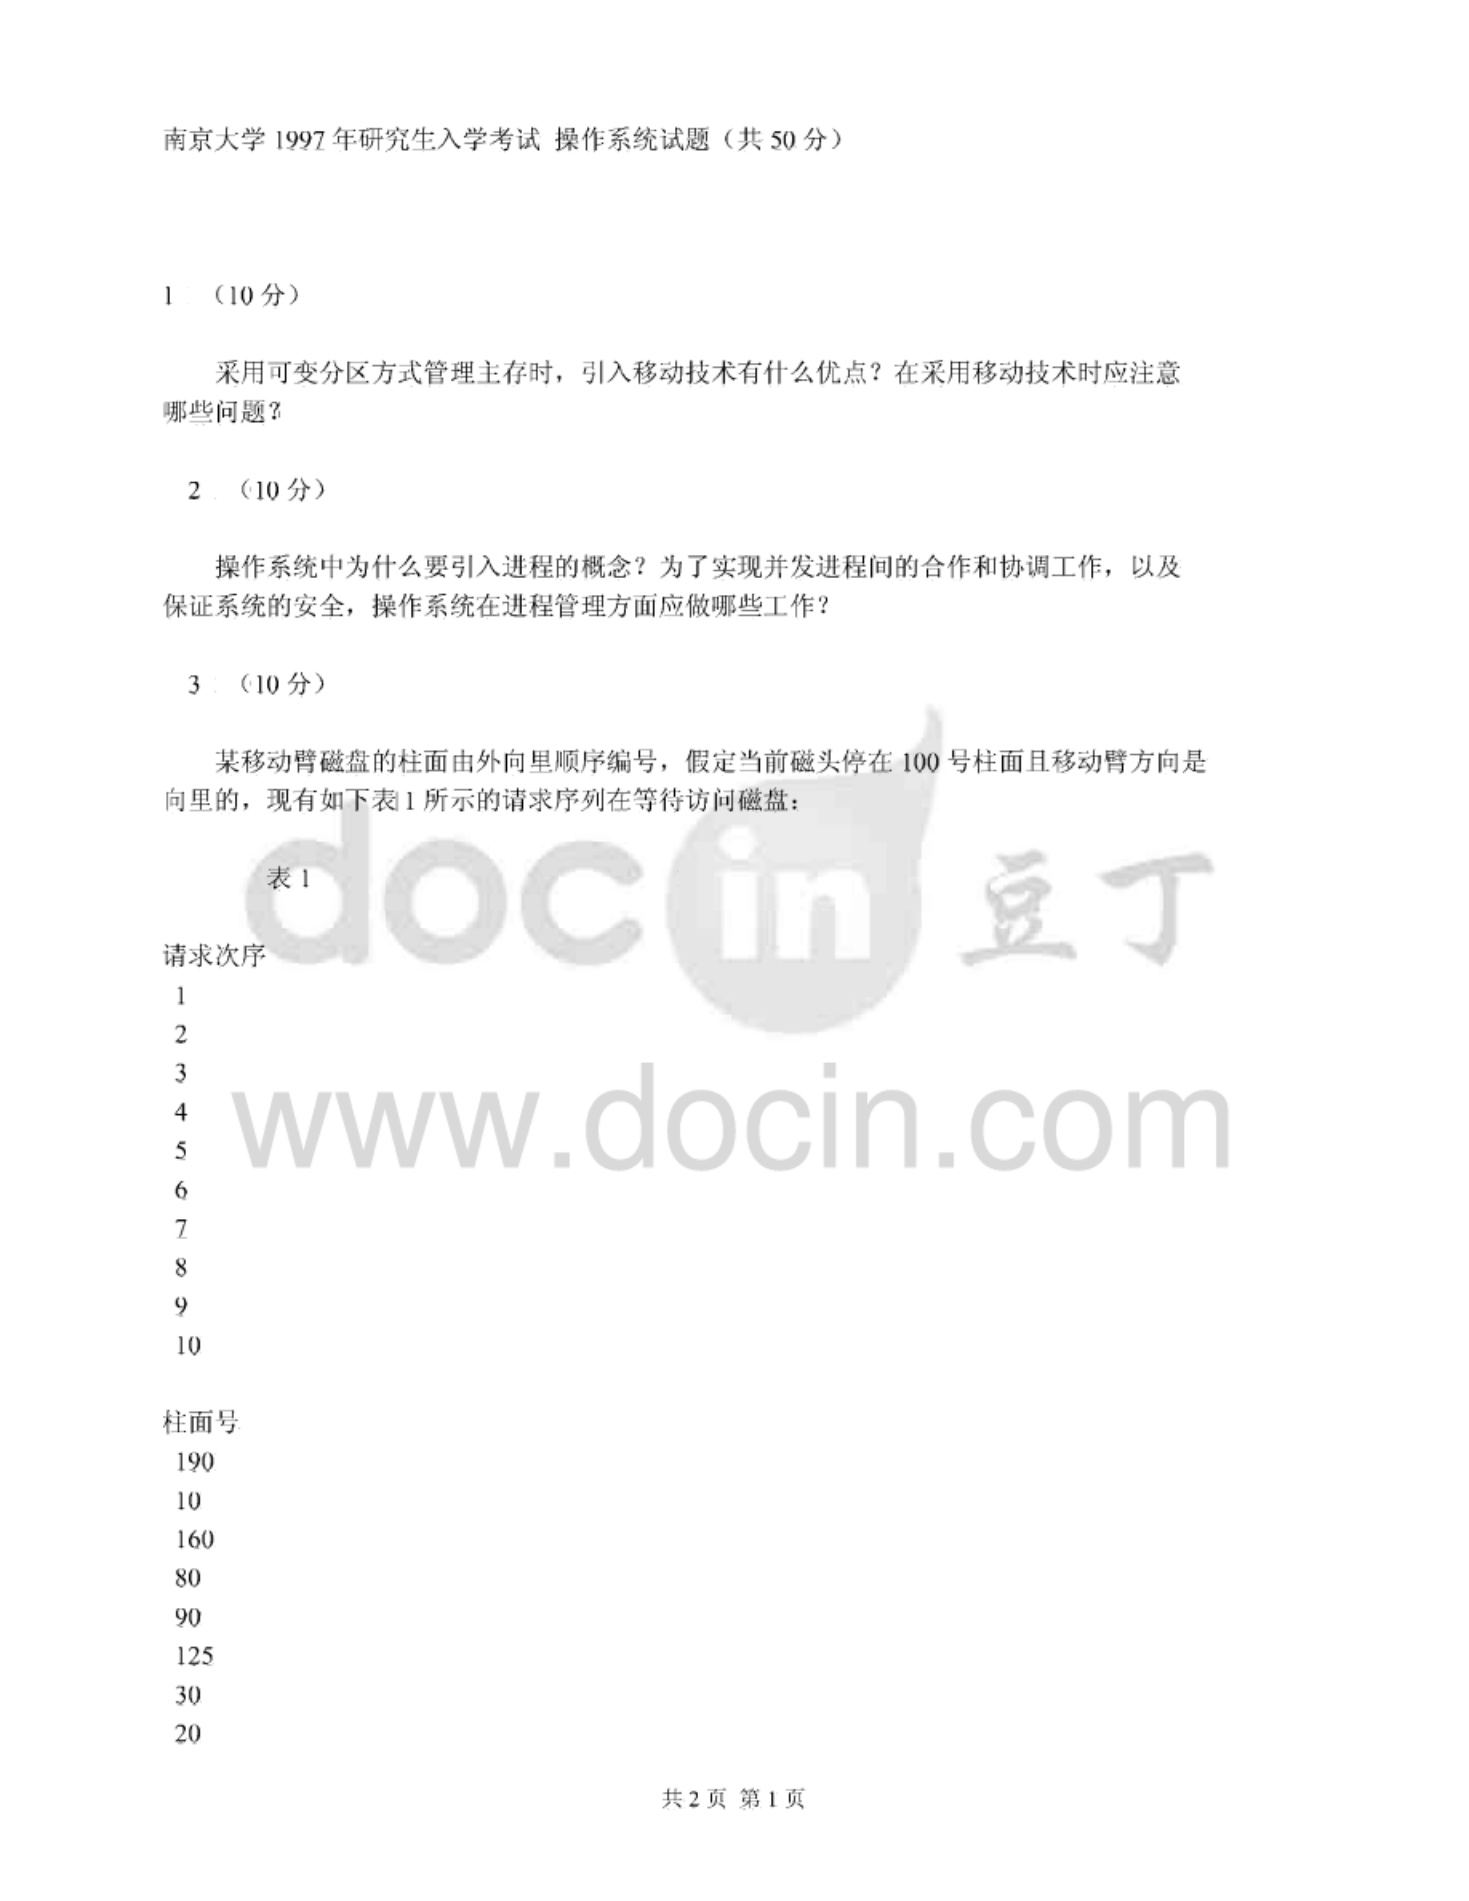 南京大学 1997 年研究生入学考试 操作系统试题（共 50 分）
1 （10 分）
采用可变分区方式管理主存时，引入移动技术有什么优点？在采用移动技术时应注意
哪些问题？
2 （10 分）
操作系统中为什么要引入进程的概念？为了实现并发进程间的合作和协调工作，以及
保证系统的安全，操作系统在进程管理方面应做哪些工作？
3 （10 分）
某移动臂磁盘的柱面由外向里顺序编号，假定当前磁头停在 100 号柱面且移动臂方向是
向里的，现有如下表 1 所示的请求序列在等待访问磁盘：
docin 豆丁
表 1
请求次序
1
2
3
4
www.docin.com
5
6
7
8
9
10
柱面号
190
10
160
80
90
125
30
20
共 2 页 第 1 页